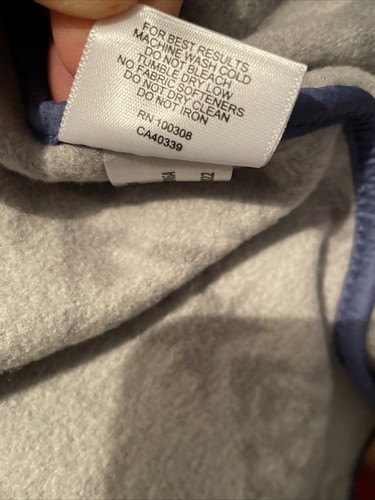 FOR BEST RESULTS
MACHINE WASH COLD
DO NOT BLEACH
TUMBLE DRY LOW
NO FABRIC SOFTENERS
DO NOT DRY CLEAN
DO NOT IRON
RN 100308
CA40339